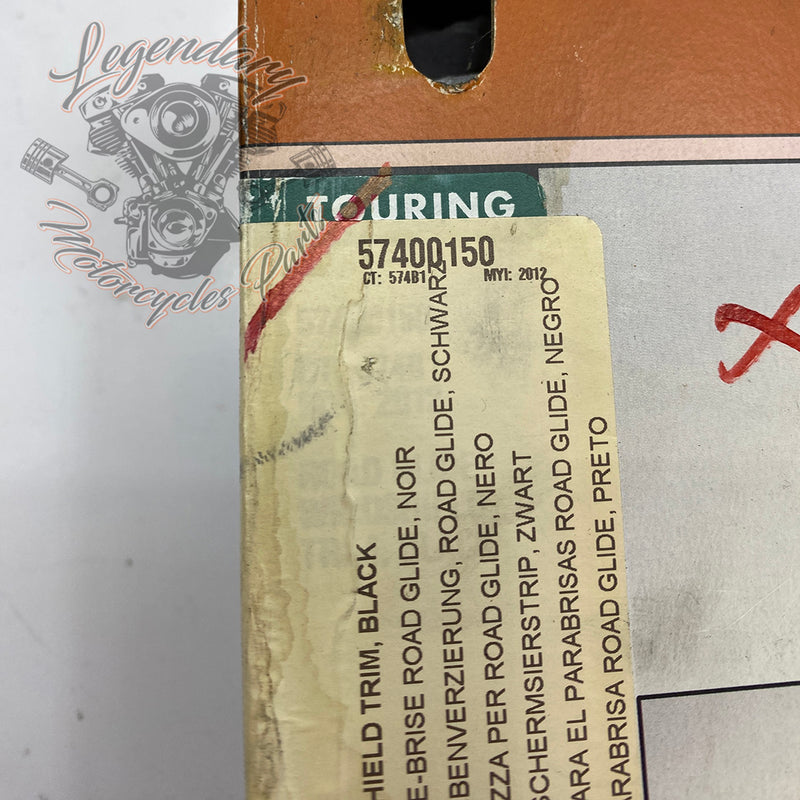 Legendary
Motorcycles Parts
TOURING
57400150
CT: 574B1 MYI: 2012
HIELD TRIM, BLACK
E-BRISE ROAD GLIDE, NOIR
BENVERZIERUNG, ROAD GLIDE, SCHWARZ
ZZA PER ROAD GLIDE, NERO
SCHERMSIERSTRIP, ZWART
ARA EL PARABRISAS ROAD GLIDE, NEGRO
ARABRISA ROAD GLIDE, PRETO
X